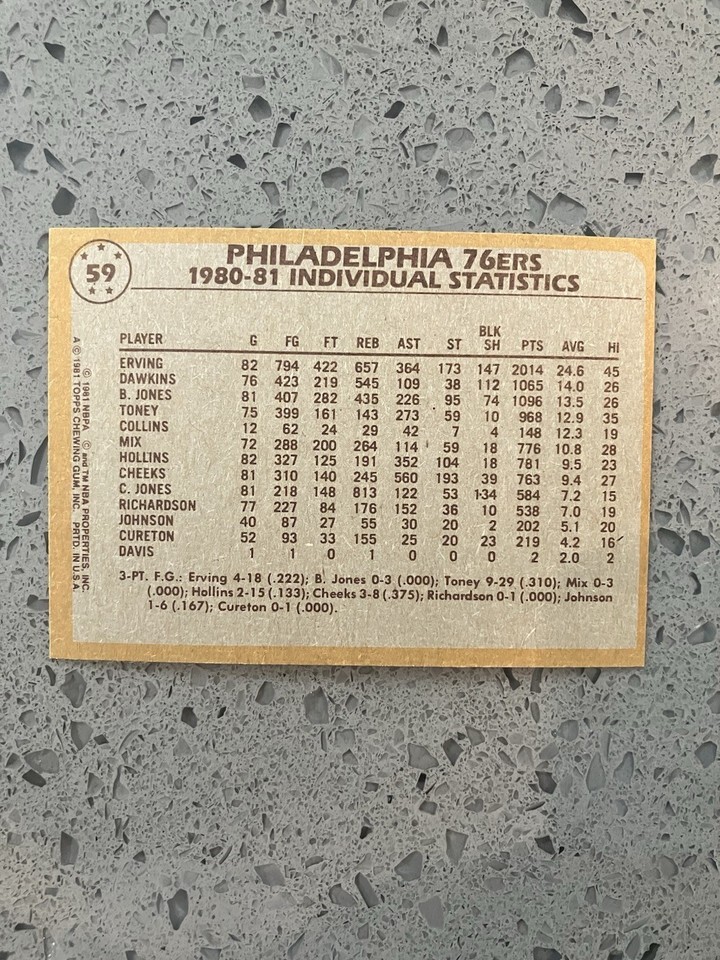 59
PHILADELPHIA 76ERS
1980-81 INDIVIDUAL STATISTICS
PLAYER G FG FT REB AST ST BLK SH PTS AVG HI
ERVING 82 794 422 657 364 173 147 2014 24.6 45
DAWKINS 76 423 219 545 109 38 112 1065 14.0 26
B. JONES 81 407 282 435 226 95 74 1096 13.5 26
TONEY 75 399 161 143 273 59 10 968 12.9 35
COLLINS 12 62 24 29 42 7 4 148 12.3 19
MIX 72 288 200 264 114 59 18 776 10.8 28
HOLLINS 82 327 125 191 352 104 18 781 9.5 23
CHEEKS 81 310 140 245 560 193 39 763 9.4 27
C. JONES 81 218 148 813 122 53 134 584 7.2 15
RICHARDSON 77 227 84 176 152 36 10 538 7.0 19
JOHNSON 40 87 27 55 30 20 2 202 5.1 20
CURETON 52 93 33 155 25 20 23 219 4.2 16
DAVIS 1 1 0 1 0 0 0 2 2.0 2
3-PT. F.G.: Erving 4-18 (.222); B. Jones 0-3 (.000); Toney 9-29 (.310); Mix 0-3
(.000); Hollins 2-15 (.133); Cheeks 3-8 (.375); Richardson 0-1 (.000); Johnson
1-6 (.167); Cureton 0-1 (.000).
© 1981 NBPA © and TM NBA PROPERTIES, INC.
A © 1981 TOPPS CHEWING GUM, INC. PRTD. IN U.S.A.